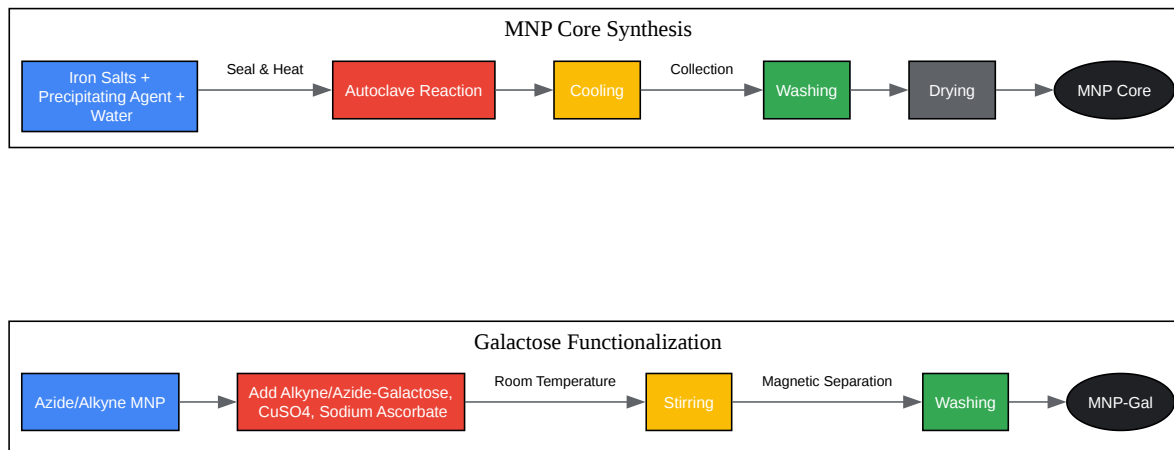 MNP Core Synthesis
Iron Salts +
Precipitating Agent +
Water
Seal & Heat
Autoclave Reaction
Cooling
Collection
Washing
Drying
MNP Core
Galactose Functionalization
Azide/Alkyne MNP
Add Alkyne/Azide-Galactose,
CuSO4, Sodium Ascorbate
Room Temperature
Stirring
Magnetic Separation
Washing
MNP-Gal